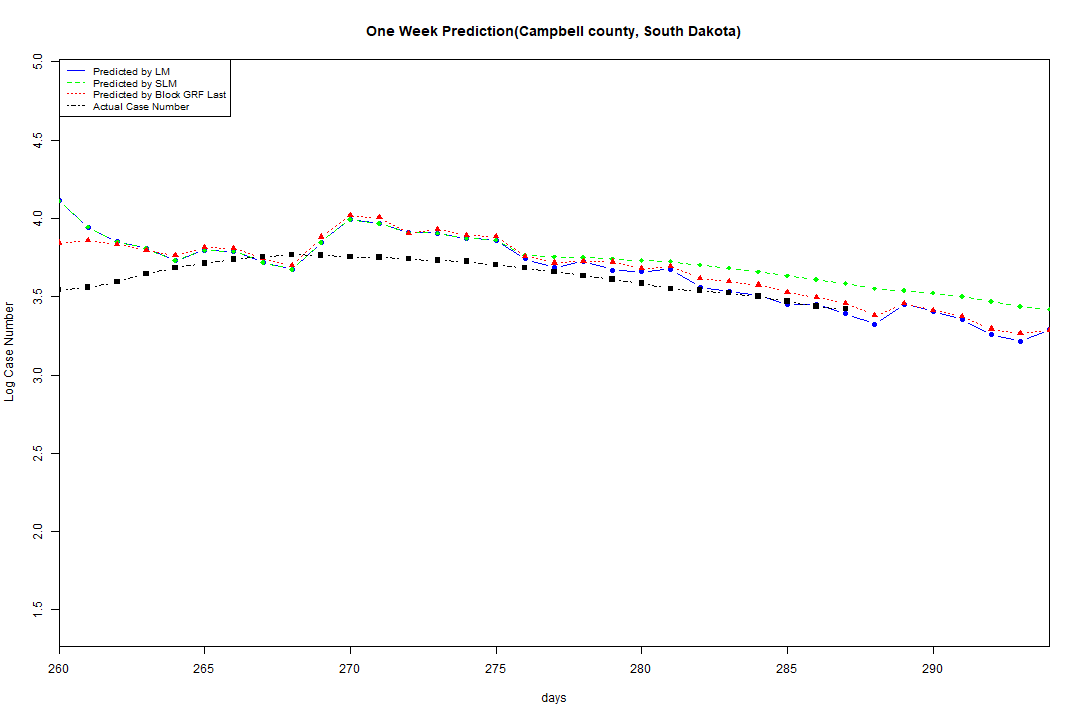 One Week Prediction(Campbell county, South Dakota)
Predicted by LM
Predicted by SLM
Predicted by Block GRF Last
Actual Case Number
Log Case Number
5.0
4.5
4.0
3.5
3.0
2.5
2.0
1.5
260 265 270 275 280 285 290
days